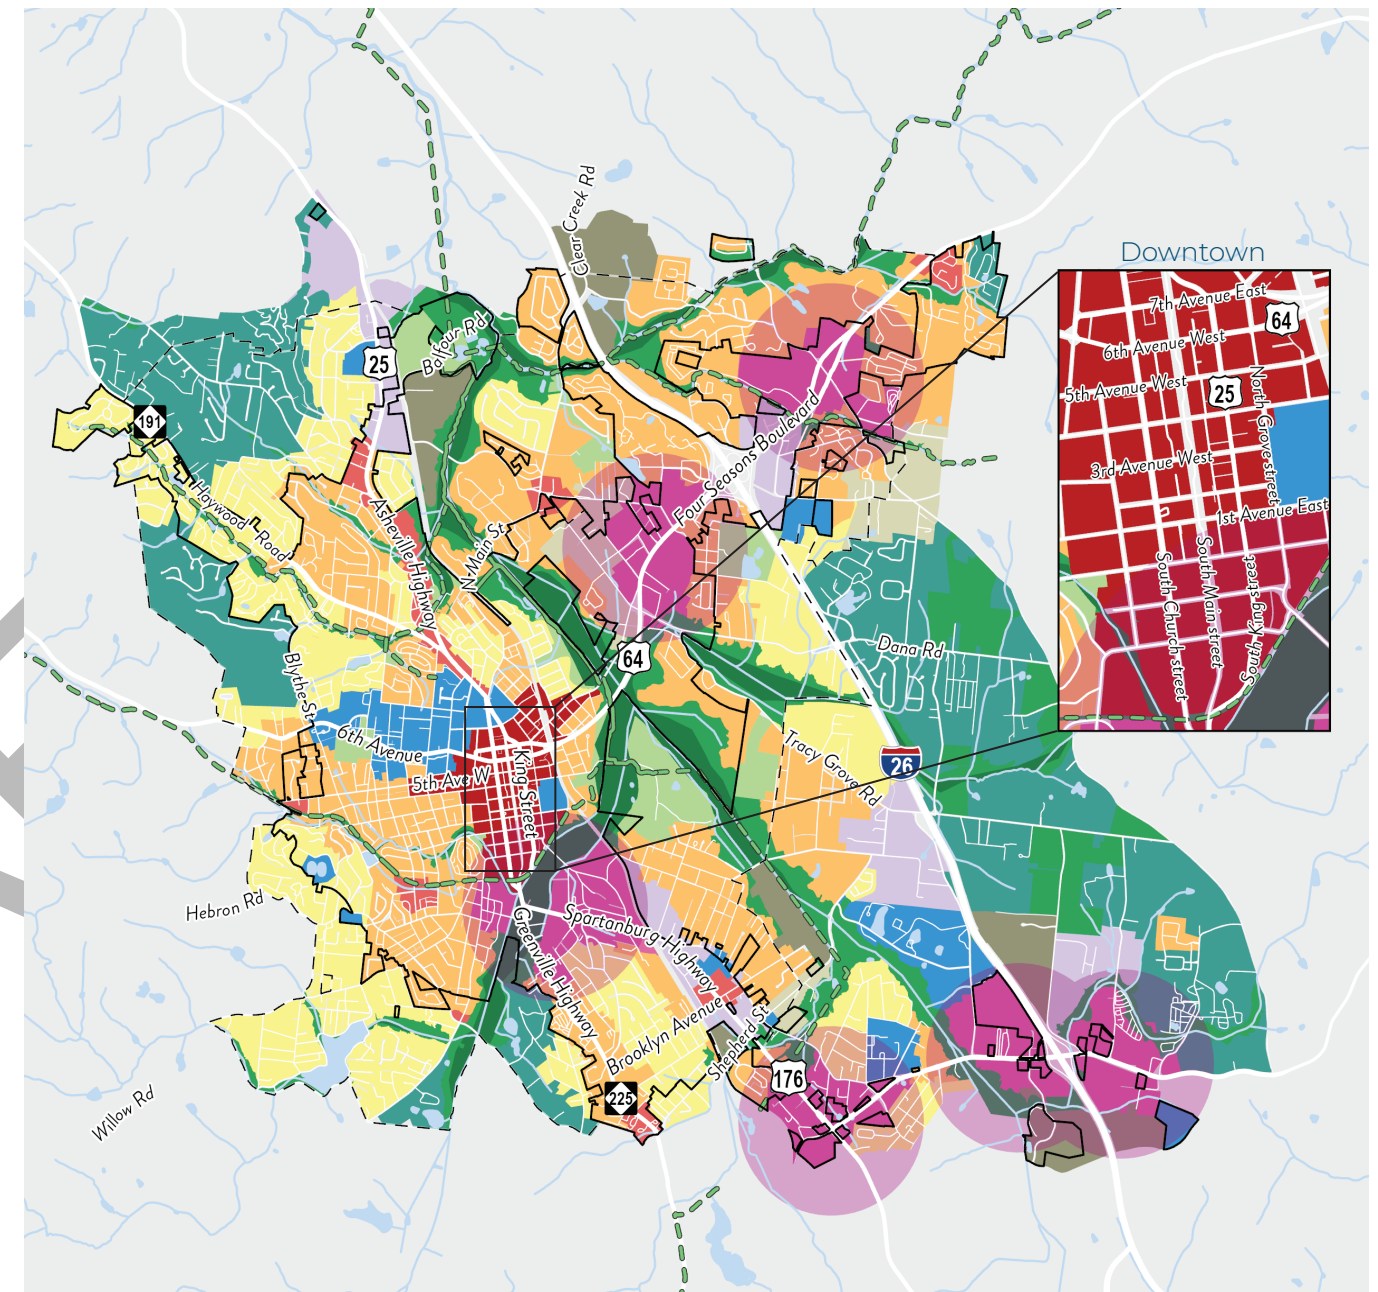 Clear Creek Rd
Downtown
7th Avenue East
64
6th Avenue West
25
Balfour Rd
5th Avenue West
25
North Grove street
191
Four Seasons Boulevard
3rd Avenue West
Haywood Road
Asheville Highway
N Main St
1st Avenue East
South Church street
South Main street
South King street
64
Dana Rd
Blythe St
6th Avenue
Tracy Grove Rd
26
5th Ave W
King Street
Hebron Rd
Spartanburg Highway
Greenville Highway
Brooklyn Avenue
Shepherd St
176
225
Willow Rd